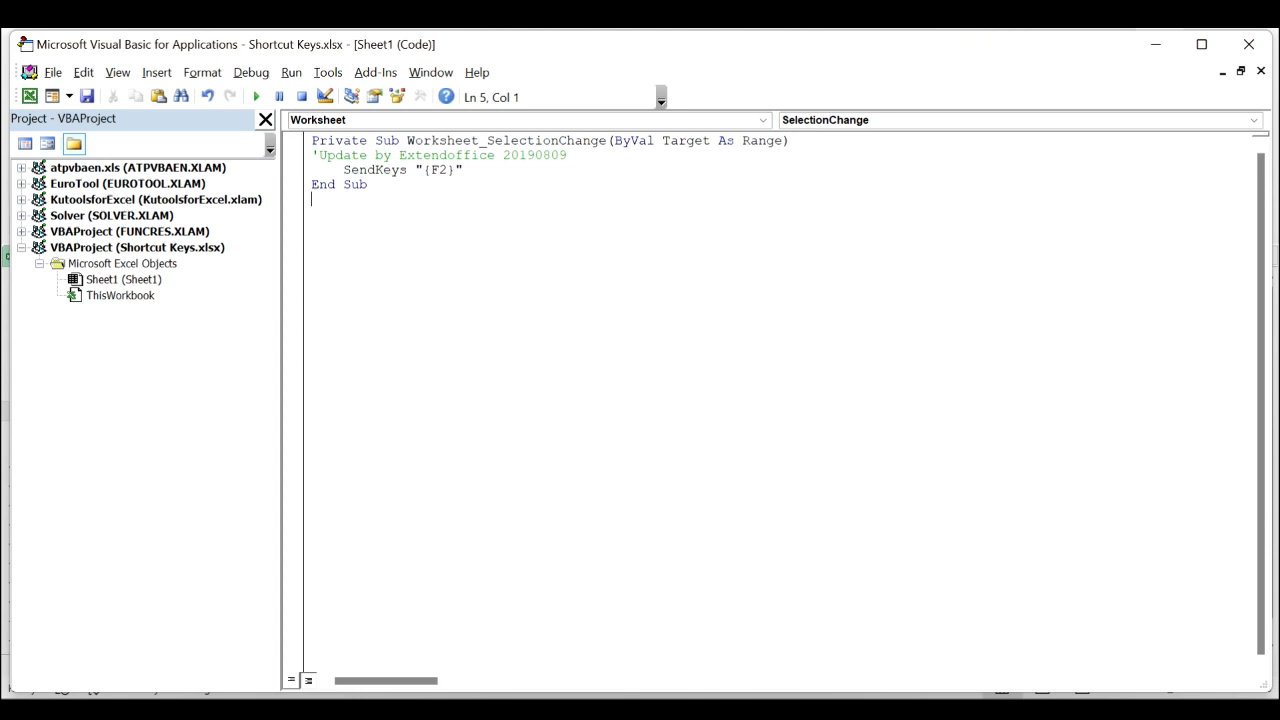 Microsoft Visual Basic for Applications - Shortcut Keys.xlsx - [Sheet1 (Code)]
File Edit View Insert Format Debug Run Tools Add-Ins Window Help
Ln 5, Col 1
Project - VBAProject
Worksheet
SelectionChange
atpvbaen.xls (ATPVBAEN.XLAM)
EuroTool (EUROTOOL.XLAM)
KutoolsforExcel (KutoolsforExcel.xlam)
Solver (SOLVER.XLAM)
VBAProject (FUNCRES.XLAM)
VBAProject (Shortcut Keys.xlsx)
Microsoft Excel Objects
Sheet1 (Sheet1)
ThisWorkbook
Private Sub Worksheet_SelectionChange(ByVal Target As Range)
'Update by Extendoffice 20190809
SendKeys "{F2}"
End Sub